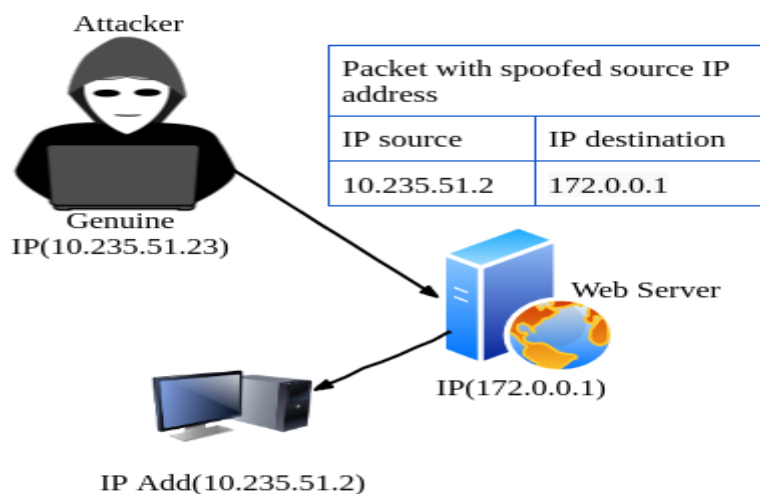 Attacker
Packet with spoofed source IP
address
IP source
IP destination
10.235.51.2
172.0.0.1
Genuine
IP(10.235.51.23)
Web Server
IP(172.0.0.1)
IP Add(10.235.51.2)